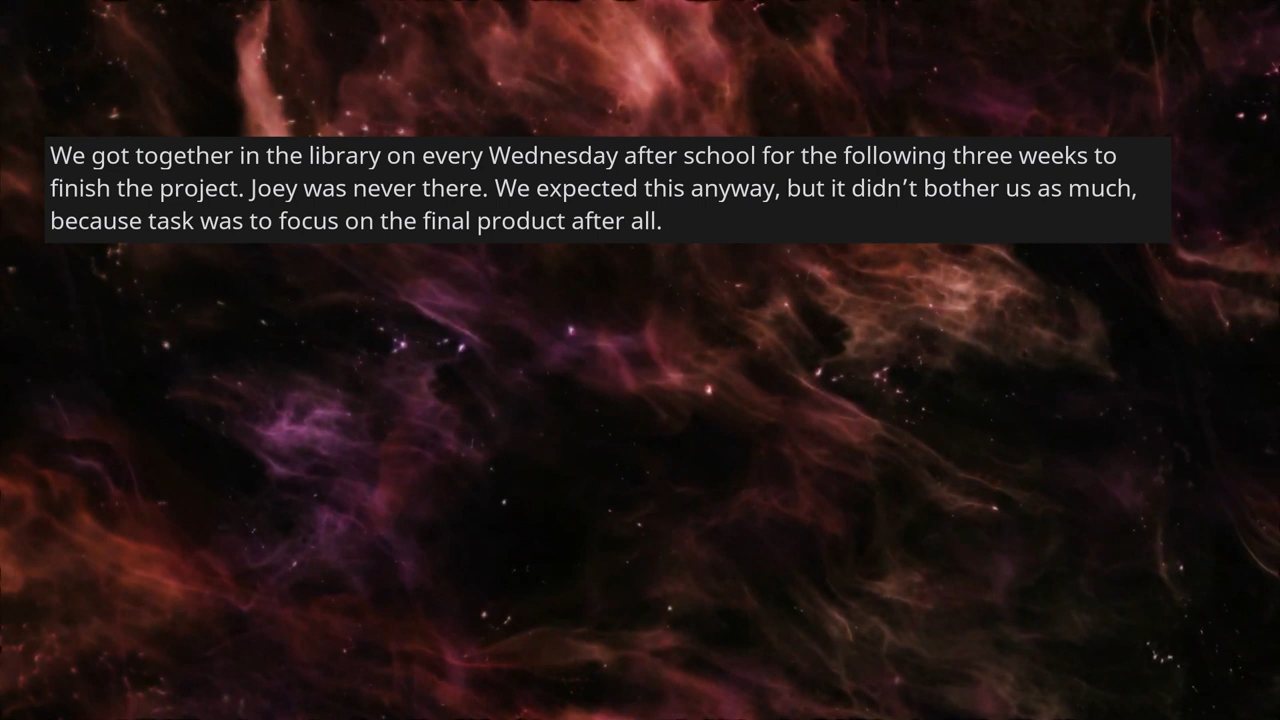 We got together in the library on every Wednesday after school for the following three weeks to
finish the project. Joey was never there. We expected this anyway, but it didn’t bother us as much,
because task was to focus on the final product after all.